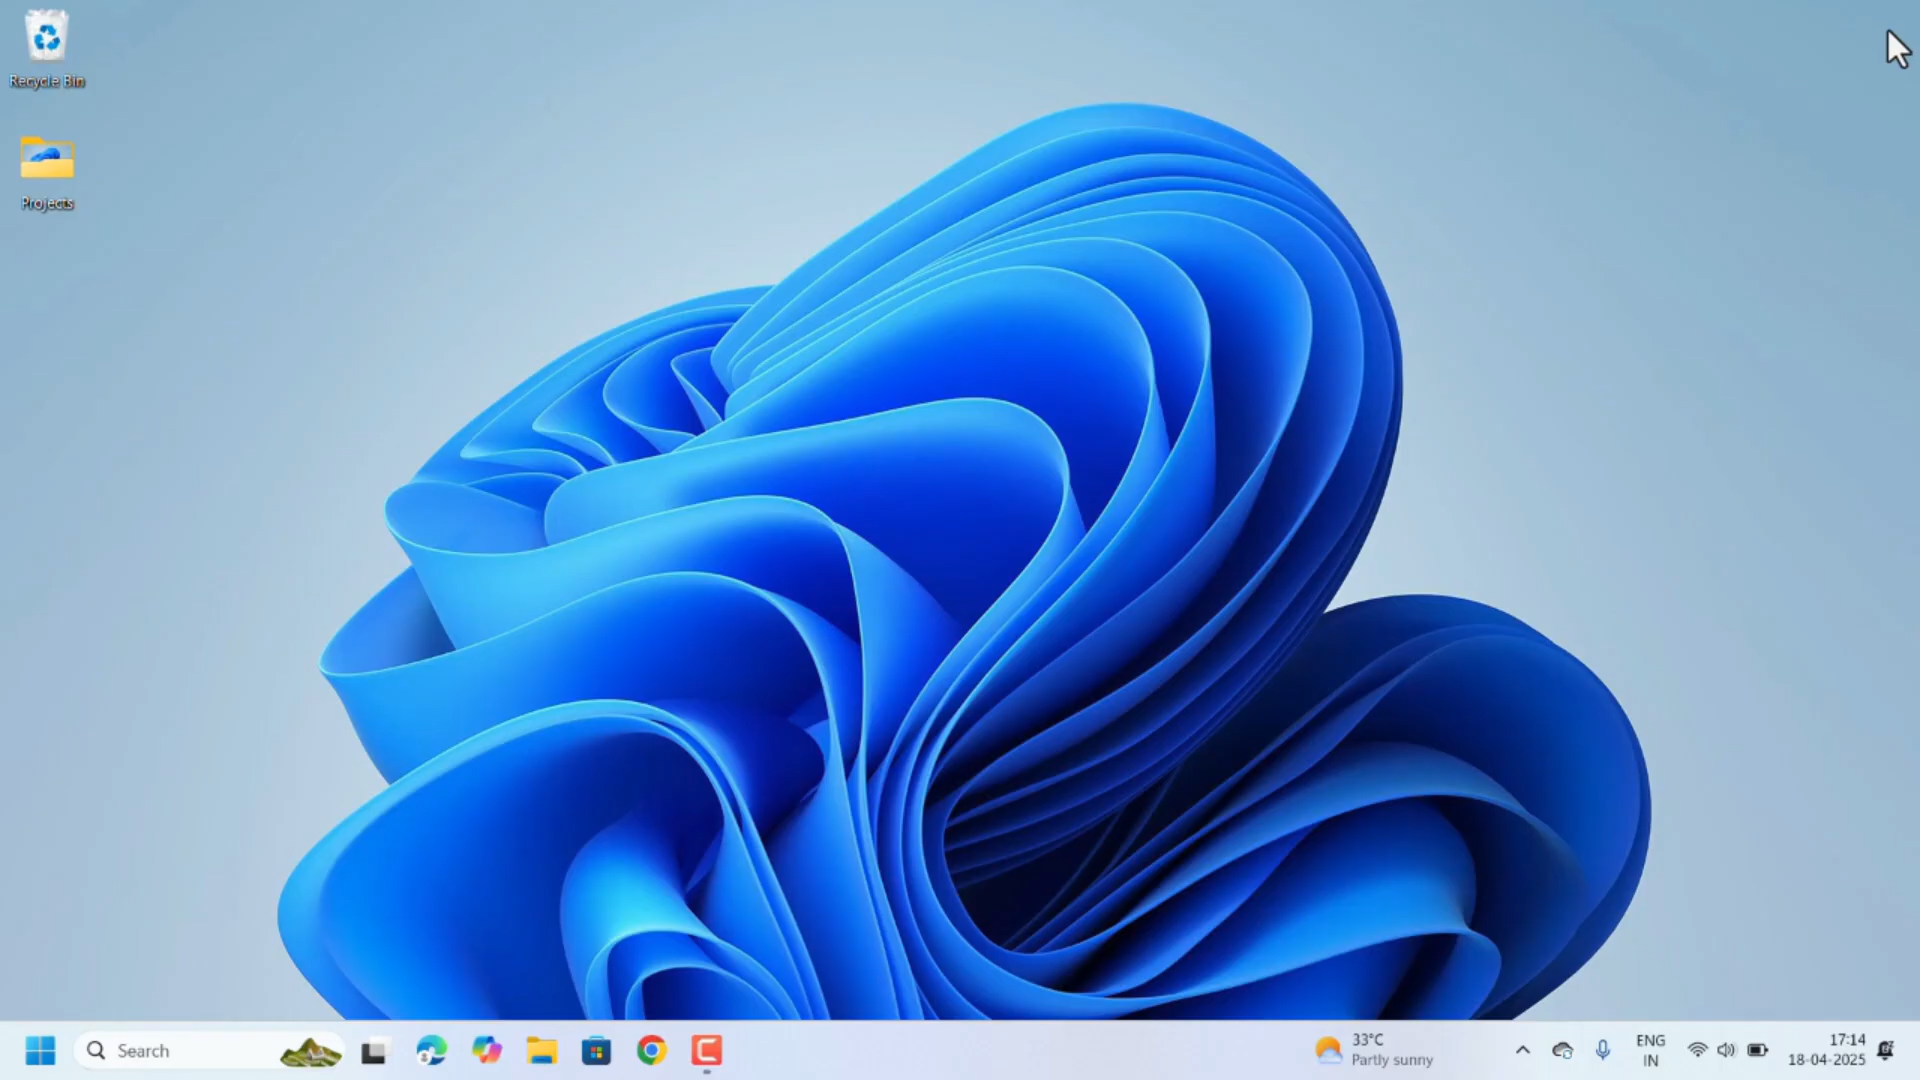 Recycle Bin
Projects
Search
33°C
Partly sunny
ENG
IN
17:14
18-04-2025